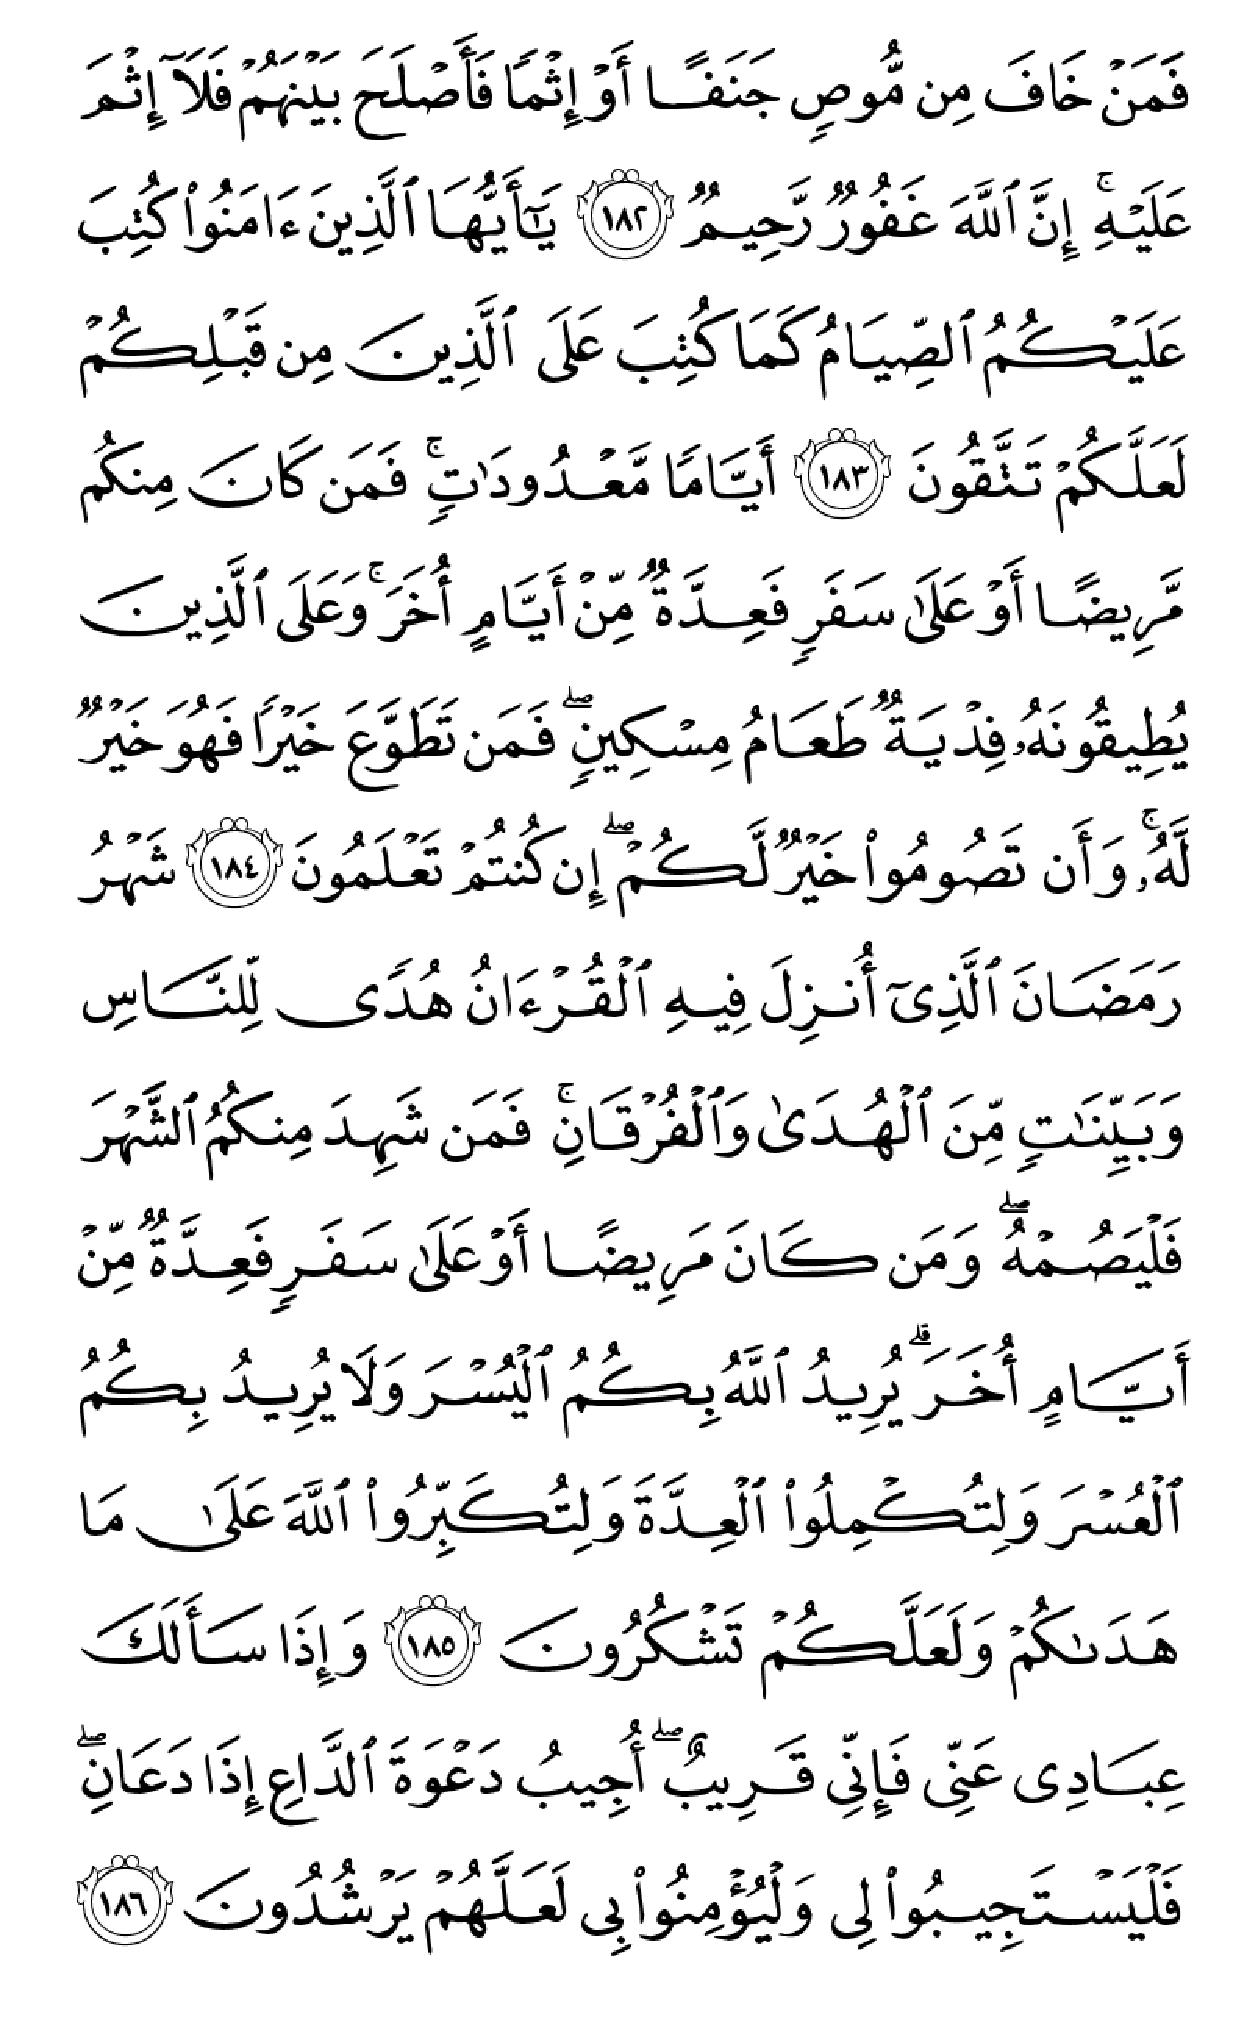 فَمَنۡ خَافَ مِن مُّوصٖ جَنَفًا أَوۡ إِثۡمٗا فَأَصۡلَحَ بَيۡنَهُمۡ فَلَآ إِثۡمَ
عَلَيۡهِۚ إِنَّ ٱللَّهَ غَفُورٞ رَّحِيمٞ ١٨٢ يَٰٓأَيُّهَا ٱلَّذِينَ ءَامَنُواْ كُتِبَ
عَلَيۡكُمُ ٱلصِّيَامُ كَمَا كُتِبَ عَلَى ٱلَّذِينَ مِن قَبۡلِكُمۡ
لَعَلَّكُمۡ تَتَّقُونَ ١٨٣ أَيَّامٗا مَّعۡدُودَٰتٖۚ فَمَن كَانَ مِنكُم
مَّرِيضًا أَوۡ عَلَىٰ سَفَرٖ فَعِدَّةٞ مِّنۡ أَيَّامٍ أُخَرَۚ وَعَلَى ٱلَّذِينَ
يُطِيقُونَهُۥ فِدۡيَةٞ طَعَامُ مِسۡكِينٖۖ فَمَن تَطَوَّعَ خَيۡرٗا فَهُوَ خَيۡرٞ
لَّهُۥۚ وَأَن تَصُومُواْ خَيۡرٞ لَّكُمۡۖ إِن كُنتُمۡ تَعۡلَمُونَ ١٨٤ شَهۡرُ
رَمَضَانَ ٱلَّذِيٓ أُنزِلَ فِيهِ ٱلۡقُرۡءَانُ هُدٗى لِّلنَّاسِ
وَبَيِّنَٰتٖ مِّنَ ٱلۡهُدَىٰ وَٱلۡفُرۡقَانِۚ فَمَن شَهِدَ مِنكُمُ ٱلشَّهۡرَ
فَلۡيَصُمۡهُۖ وَمَن كَانَ مَرِيضًا أَوۡ عَلَىٰ سَفَرٖ فَعِدَّةٞ مِّنۡ
أَيَّامٍ أُخَرَۗ يُرِيدُ ٱللَّهُ بِكُمُ ٱلۡيُسۡرَ وَلَا يُرِيدُ بِكُمُ
ٱلۡعُسۡرَ وَلِتُكۡمِلُواْ ٱلۡعِدَّةَ وَلِتُكَبِّرُواْ ٱللَّهَ عَلَىٰ مَا
هَدَىٰكُمۡ وَلَعَلَّكُمۡ تَشۡكُرُونَ ١٨٥ وَإِذَا سَأَلَكَ
عِبَادِي عَنِّي فَإِنِّي قَرِيبٌۖ أُجِيبُ دَعۡوَةَ ٱلدَّاعِ إِذَا دَعَانِۖ
فَلۡيَسۡتَجِيبُواْ لِي وَلۡيُؤۡمِنُواْ بِي لَعَلَّهُمۡ يَرۡشُدُونَ ١٨٦